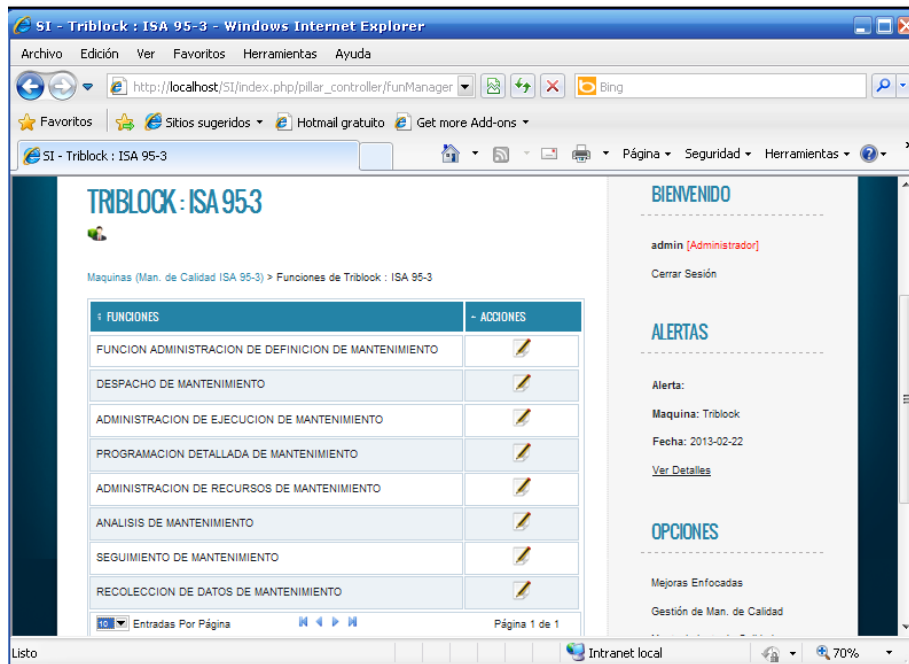 SI - Triblock : ISA 95-3 - Windows Internet Explorer
Archivo Edición Ver Favoritos Herramientas Ayuda
http://localhost/SI/index.php/pillar_controller/funManager
Bing
Favoritos Sitios sugeridos Hotmail gratuito Get more Add-ons
SI - Triblock : ISA 95-3
Página Seguridad Herramientas
TRIBLOCK : ISA 95-3
Maquinas (Man. de Calidad ISA 95-3) > Funciones de Triblock : ISA 95-3
FUNCIONES ACCIONES
FUNCION ADMINISTRACION DE DEFINICION DE MANTENIMIENTO
DESPACHO DE MANTENIMIENTO
ADMINISTRACION DE EJECUCION DE MANTENIMIENTO
PROGRAMACION DETALLADA DE MANTENIMIENTO
ADMINISTRACION DE RECURSOS DE MANTENIMIENTO
ANALISIS DE MANTENIMIENTO
SEGUIMIENTO DE MANTENIMIENTO
RECOLECCION DE DATOS DE MANTENIMIENTO
10 Entradas Por Página Página 1 de 1
BIENVENIDO
admin [Administrador]
Cerrar Sesión
ALERTAS
Alerta:
Maquina: Triblock
Fecha: 2013-02-22
Ver Detalles
OPCIONES
Mejoras Enfocadas
Gestión de Man. de Calidad
Listo Intranet local 70%